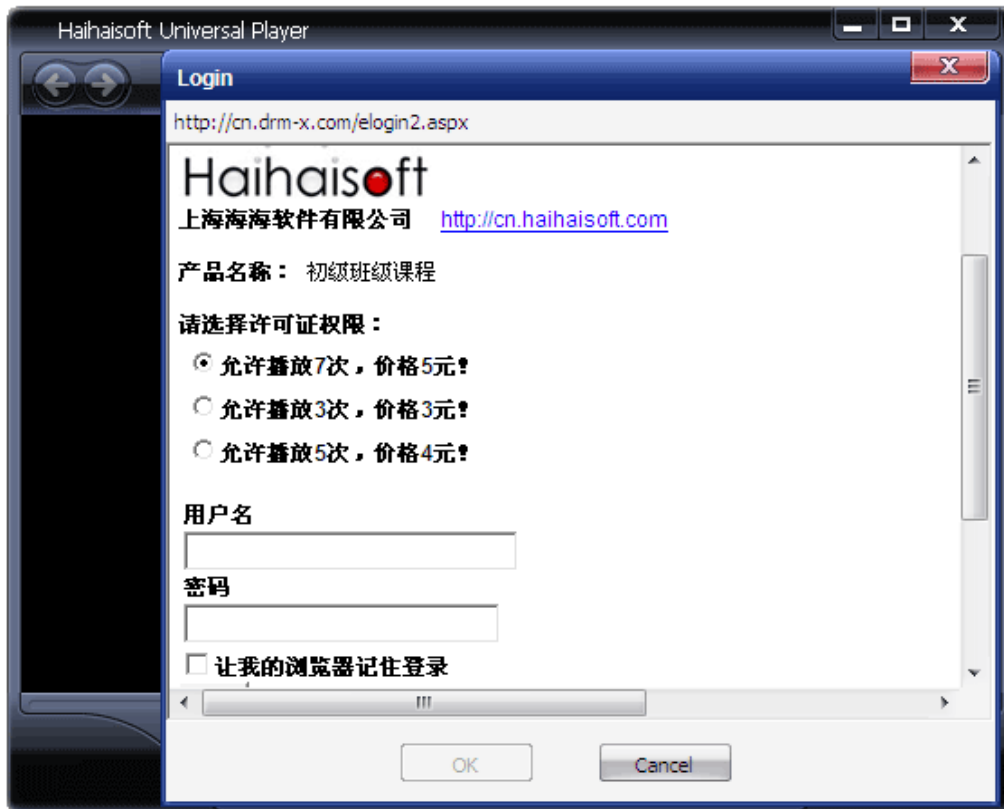 Haihaisoft Universal Player
Login
http://cn.drm-x.com/elogin2.aspx
Haihaisoft
上海海海软件有限公司 http://cn.haihaisoft.com
产品名称： 初级班级课程
请选择许可证权限：
允许播放7次，价格5元！
允许播放3次，价格3元！
允许播放5次，价格4元！
用户名
密码
让我的浏览器记住登录
OK Cancel